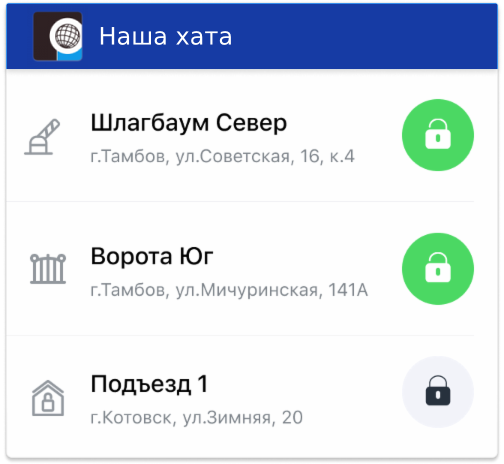 Наша хата
Шлагбаум Север
г.Тамбов, ул.Советская, 16, к.4
Ворота Юг
г.Тамбов, ул.Мичуринская, 141А
Подъезд 1
г.Котовск, ул.Зимняя, 20